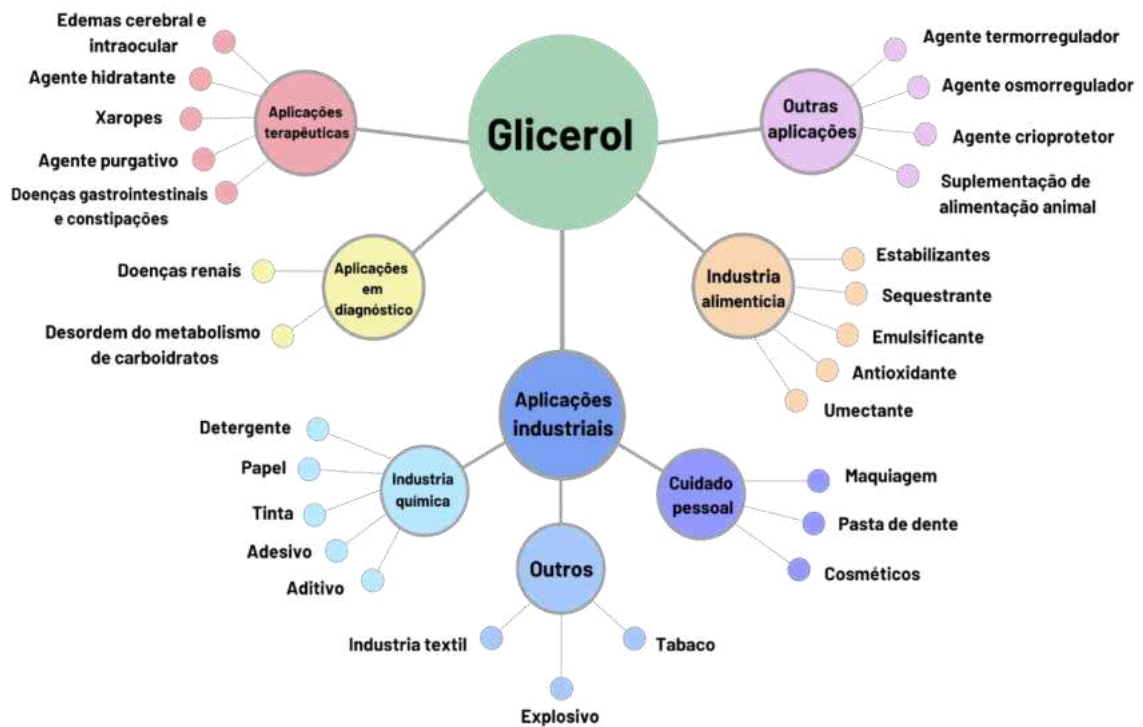 Glicerol
Edemas cerebral e
intraocular
Agente hidratante
Xaropes
Agente purgativo
Doenças gastrointestinais
e constipações
Aplicações
terapêuticas
Outras
aplicações
Agente termorregulador
Agente osmorregulador
Agente crioprotetor
Suplementação de
alimentação animal
Doenças renais
Desordem do metabolismo
de carboidratos
Aplicações
em
diagnóstico
Industria
alimentícia
Estabilizantes
Sequestrante
Emulsificante
Antioxidante
Umectante
Aplicações
industriais
Detergente
Papel
Tinta
Adesivo
Aditivo
Industria
química
Cuidado
pessoal
Maquiagem
Pasta de dente
Cosméticos
Outros
Industria textil
Explosivo
Tabaco